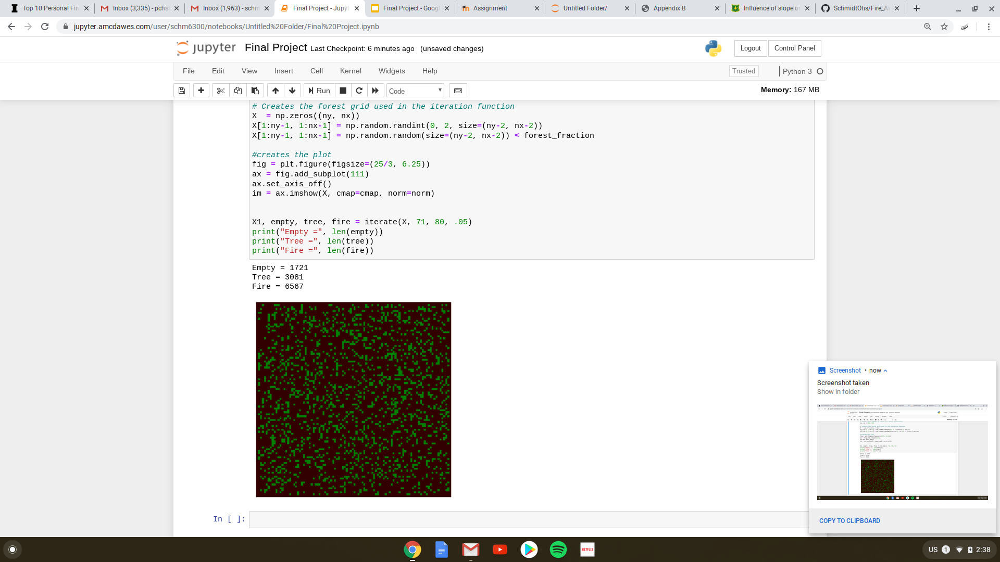 Top 10 Personal Fin
Inbox (3,335) - pchs
Inbox (1,963) - schm
Final Project - Jupyt
Final Project - Goog
Assignment
Untitled Folder/
Appendix B
Influence of slope o
SchmidtOtis/Fire_A
jupyter.amcdawes.com/user/schm6300/notebooks/Untitled%20Folder/Final%20Project.ipynb
jupyter Final Project Last Checkpoint: 6 minutes ago (unsaved changes)
Logout Control Panel
File Edit View Insert Cell Kernel Widgets Help
Trusted Python 3
Run Code
Memory: 167 MB
# Creates the forest grid used in the iteration function
X  = np.zeros((ny, nx))
X[1:ny-1, 1:nx-1] = np.random.randint(0, 2, size=(ny-2, nx-2))
X[1:ny-1, 1:nx-1] = np.random.random(size=(ny-2, nx-2)) < forest_fraction
#creates the plot
fig = plt.figure(figsize=(25/3, 6.25))
ax = fig.add_subplot(111)
ax.set_axis_off()
im = ax.imshow(X, cmap=cmap, norm=norm)
X1, empty, tree, fire = iterate(X, 71, 80, .05)
print("Empty =", len(empty))
print("Tree =", len(tree))
print("Fire =", len(fire))
Empty = 1721
Tree = 3081
Fire = 6567
In [ ]:
Screenshot • now
Screenshot taken
Show in folder
COPY TO CLIPBOARD
NETFLIX
US 1 2:38